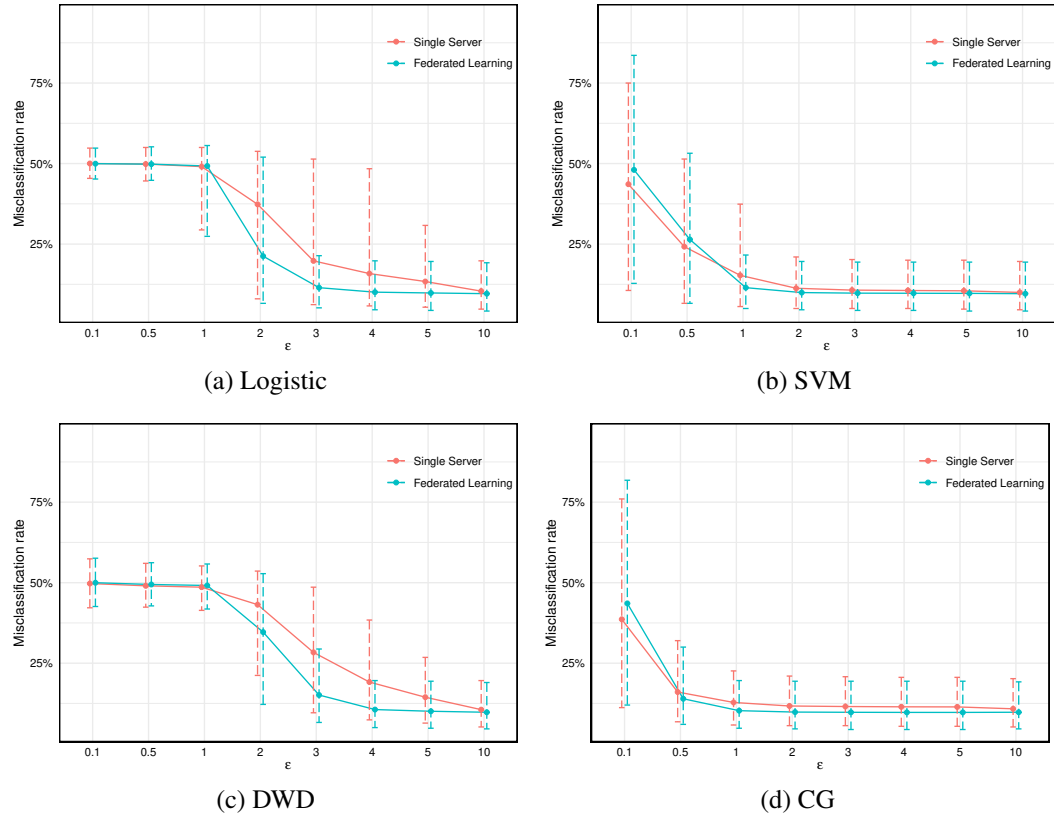 Single Server
Federated Learning
75%
50%
25%
Misclassification rate
0.1 0.5 1 2 3 4 5 10
ε
(a) Logistic
Single Server
Federated Learning
75%
50%
25%
Misclassification rate
0.1 0.5 1 2 3 4 5 10
ε
(b) SVM
Single Server
Federated Learning
75%
50%
25%
Misclassification rate
0.1 0.5 1 2 3 4 5 10
ε
(c) DWD
Single Server
Federated Learning
75%
50%
25%
Misclassification rate
0.1 0.5 1 2 3 4 5 10
ε
(d) CG